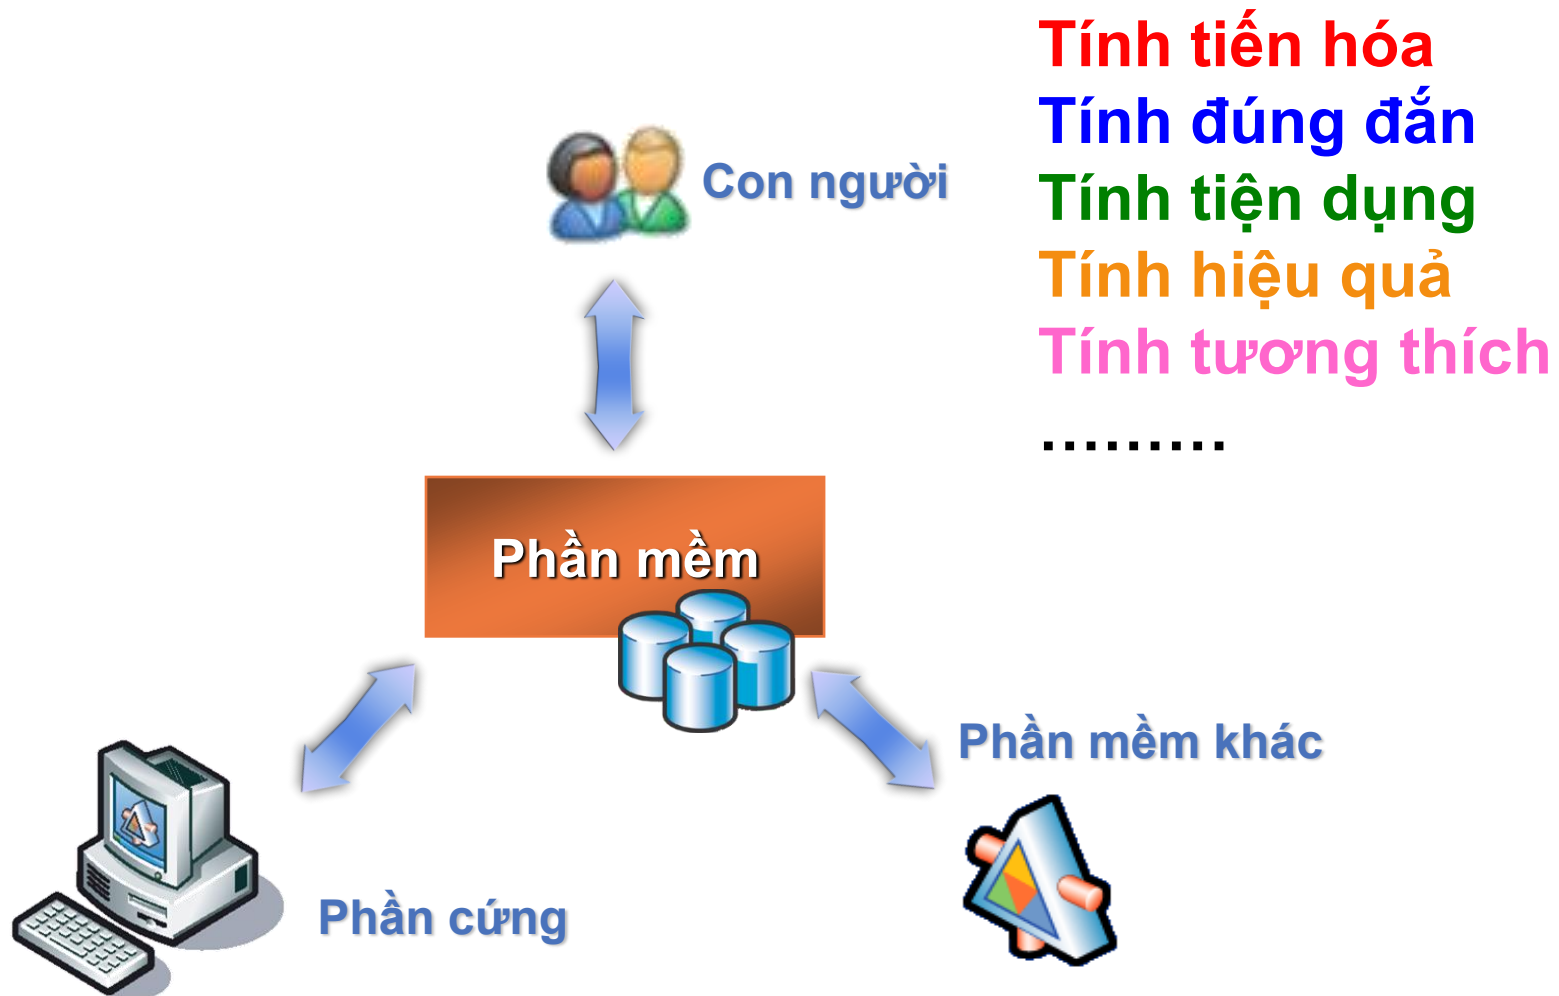 Tính tiến hóa
Tính đúng đắn
Tính tiện dụng
Tính hiệu quả
Tính tương thích
.........
Con người
Phần mềm
Phần mềm khác
Phần cứng